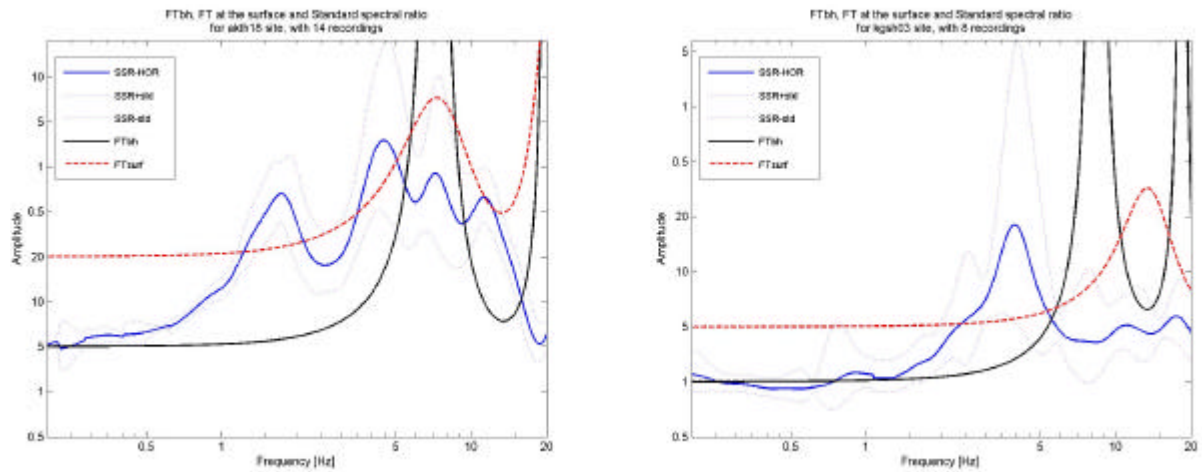 FTbh, FT at the surface and Standard spectral ratio
for akth18 site, with 14 recordings
SSR-HOR
SSR+std
SSR-std
FTbh
FTsurf
Amplitude
10
5
1
0.5
20
10
5
1
0.5
0.5
1
5
10
20
Frequency [Hz]
FTbh, FT at the surface and Standard spectral ratio
for kgsh03 site, with 8 recordings
SSR-HOR
SSR+std
SSR-std
FTbh
FTsurf
Amplitude
5
1
0.5
20
10
5
1
0.5
0.5
1
5
10
20
Frequency [Hz]